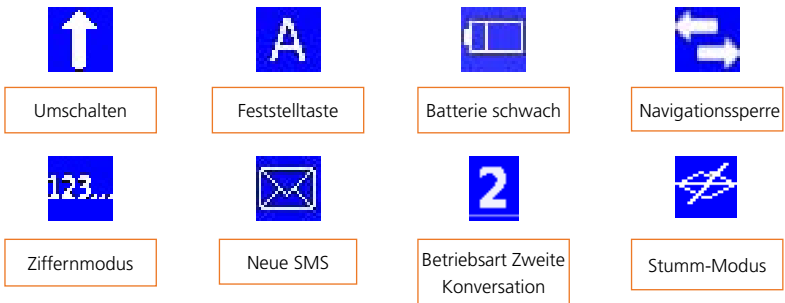 A
Umschalten
Feststelltaste
Batterie schwach
Navigationssperre
123...
2
Ziffernmodus
Neue SMS
Betriebsart Zweite
Konversation
Stumm-Modus